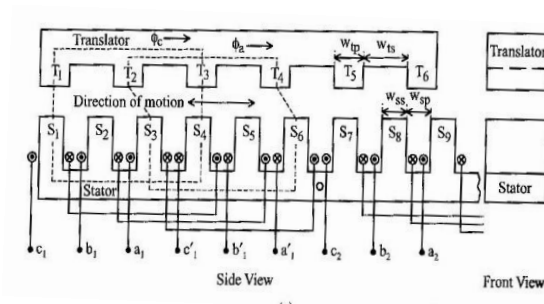 Translator ϕc ϕa wtp wts Translator
T1 T2 T3 T4 T5 T6
Direction of motion wss wsp
S1 S2 S3 S4 S5 S6 S7 S8 S9
Stator Stator
c1 b1 a1 c'1 b'1 a'1 c2 b2 a2
Side View Front View